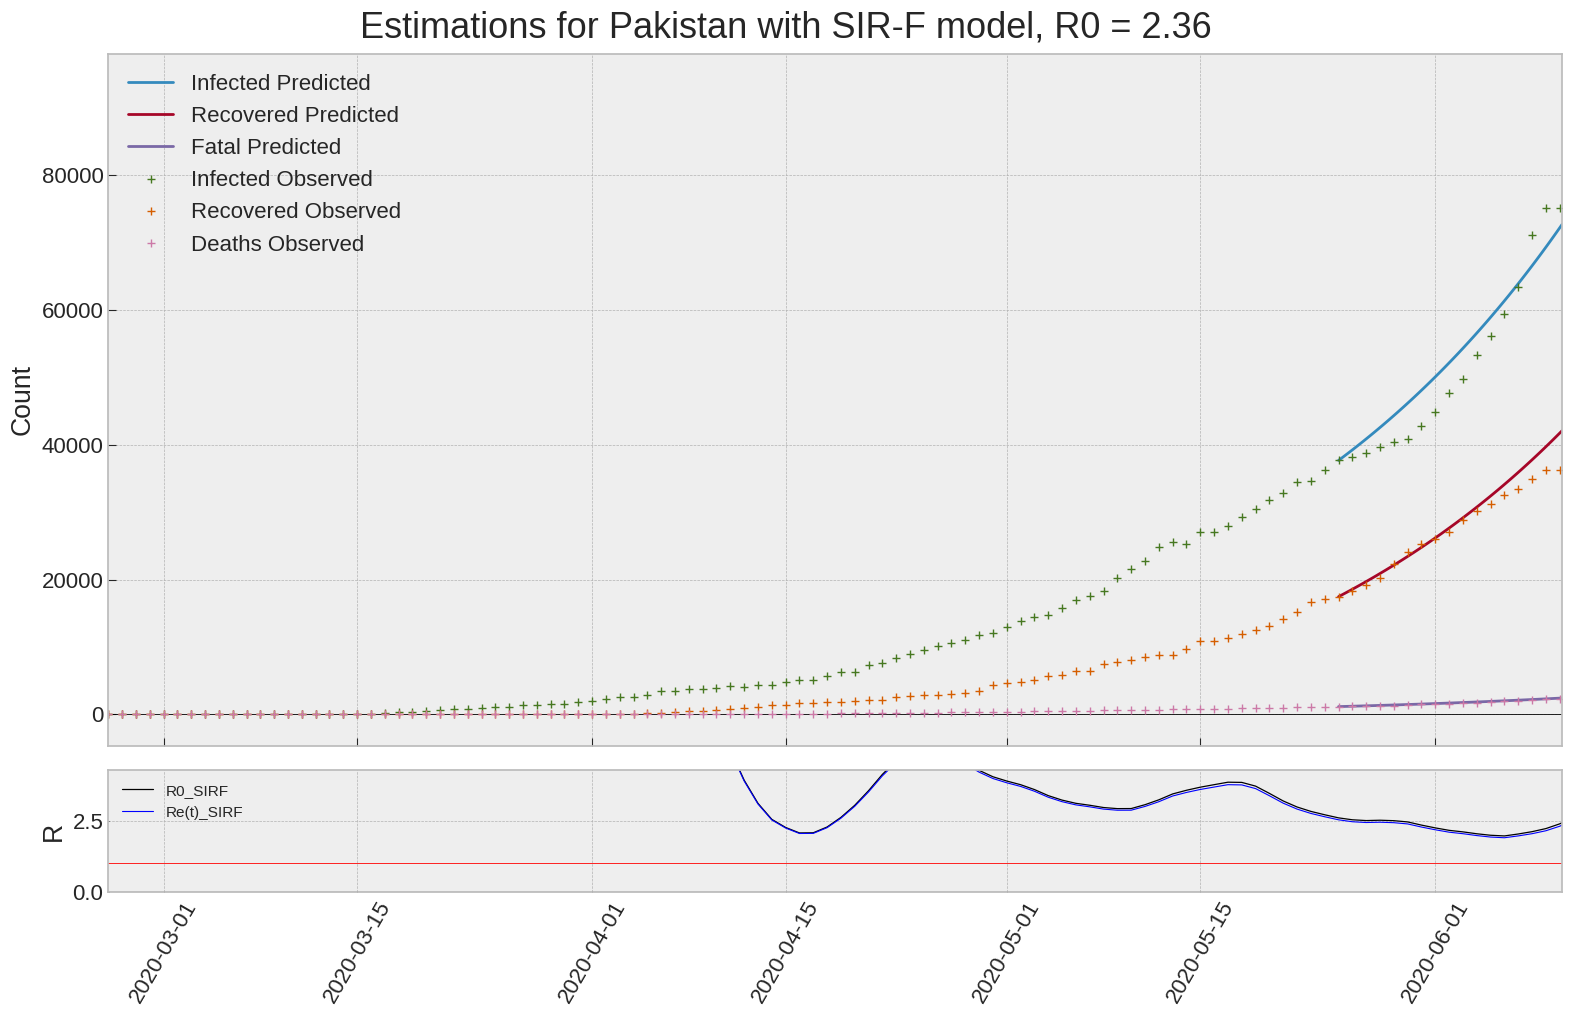 Estimations for Pakistan with SIR-F model, R0 = 2.36
Infected Predicted
Recovered Predicted
Fatal Predicted
Infected Observed
Recovered Observed
Deaths Observed
80000
60000
40000
20000
0
Count
R0_SIRF
Re(t)_SIRF
2.5
0.0
R
2020-03-01
2020-03-15
2020-04-01
2020-04-15
2020-05-01
2020-05-15
2020-06-01